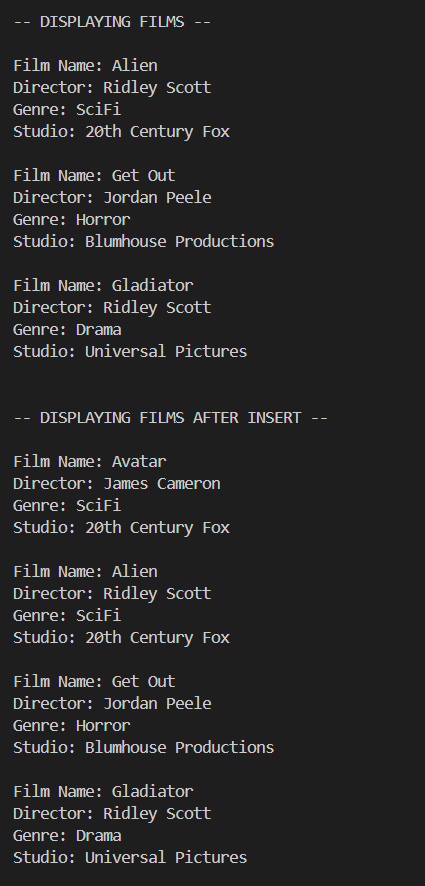 -- DISPLAYING FILMS --
Film Name: Alien
Director: Ridley Scott
Genre: SciFi
Studio: 20th Century Fox
Film Name: Get Out
Director: Jordan Peele
Genre: Horror
Studio: Blumhouse Productions
Film Name: Gladiator
Director: Ridley Scott
Genre: Drama
Studio: Universal Pictures
-- DISPLAYING FILMS AFTER INSERT --
Film Name: Avatar
Director: James Cameron
Genre: SciFi
Studio: 20th Century Fox
Film Name: Alien
Director: Ridley Scott
Genre: SciFi
Studio: 20th Century Fox
Film Name: Get Out
Director: Jordan Peele
Genre: Horror
Studio: Blumhouse Productions
Film Name: Gladiator
Director: Ridley Scott
Genre: Drama
Studio: Universal Pictures